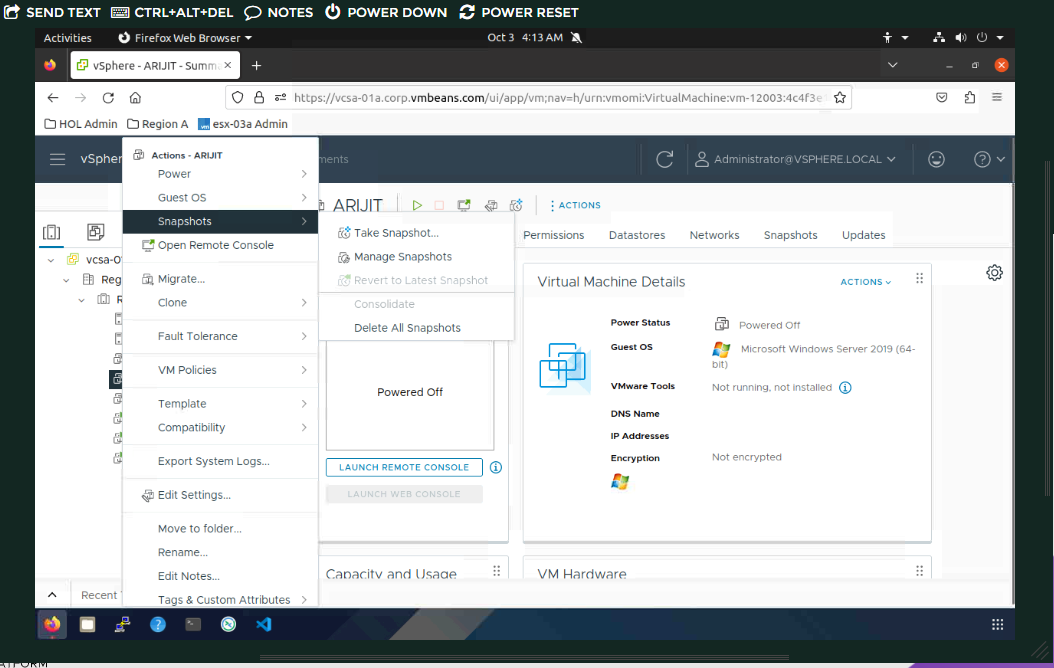 SEND TEXT CTRL+ALT+DEL NOTES POWER DOWN POWER RESET
Activities Firefox Web Browser Oct 3 4:13 AM
vSphere - ARIJIT - Summa
https://vcsa-01a.corp.vmbeans.com/ui/app/vm;nav=h/urn:vmomi:VirtualMachine:vm-12003:4c4f3e
HOL Admin Region A esx-03a Admin
vSpher ments Administrator@VSPHERE.LOCAL
Actions - ARIJIT
Power
Guest OS
Snapshots
Open Remote Console
Migrate...
Clone
Fault Tolerance
VM Policies
Template
Compatibility
Export System Logs...
Edit Settings...
Move to folder...
Rename...
Edit Notes...
Tags & Custom Attributes
Take Snapshot...
Manage Snapshots
Revert to Latest Snapshot
Consolidate
Delete All Snapshots
vcsa-0
Reg
R
ARIJIT ACTIONS
Permissions Datastores Networks Snapshots Updates
Powered Off
LAUNCH REMOTE CONSOLE
LAUNCH WEB CONSOLE
Virtual Machine Details ACTIONS
Power Status Powered Off
Guest OS Microsoft Windows Server 2019 (64-
bit)
VMware Tools Not running, not installed
DNS Name
IP Addresses
Encryption Not encrypted
Capacity and Usage VM Hardware
Recent
ATFORM